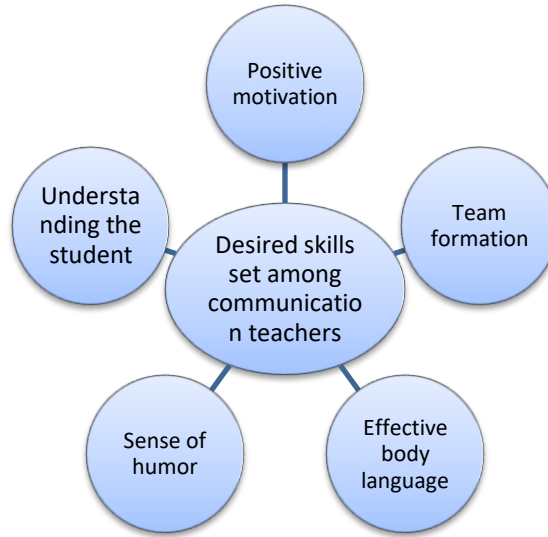 Positive
motivation
Understa
nding the
student
Team
formation
Desired skills
set among
communicatio
n teachers
Sense of
humor
Effective
body
language